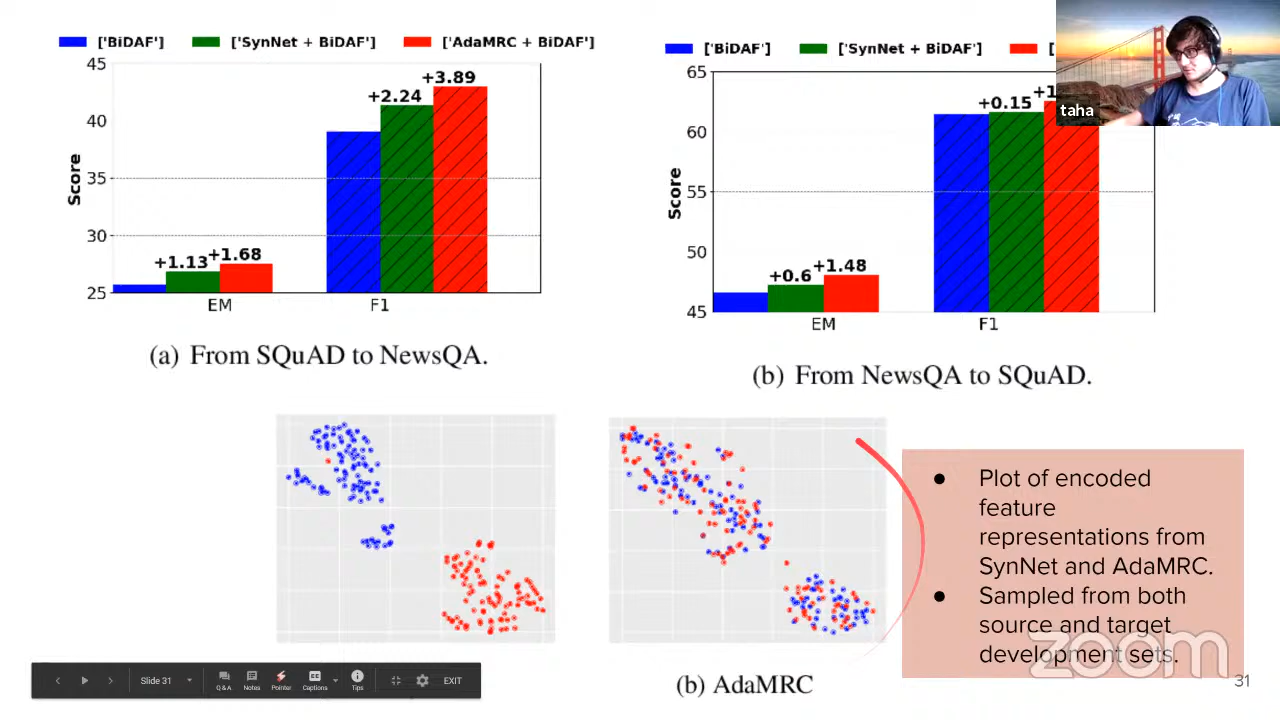 ['BiDAF'] ['SynNet + BiDAF'] ['AdaMRC + BiDAF']
45
40
35
30
25
Score
+1.13
+1.68
+2.24
+3.89
EM F1
(a) From SQuAD to NewsQA.
['BiDAF'] ['SynNet + BiDAF'] [
65
60
55
50
45
Score
+0.6
+1.48
+0.15
EM F1
(b) From NewsQA to SQuAD.
taha
● Plot of encoded
feature
representations from
SynNet and AdaMRC.
● Sampled from both
source and target
development sets.
zoom
(b) AdaMRC
31
Slide 31
Q & A
Notes
Pointer
Captions
Tips
EXIT